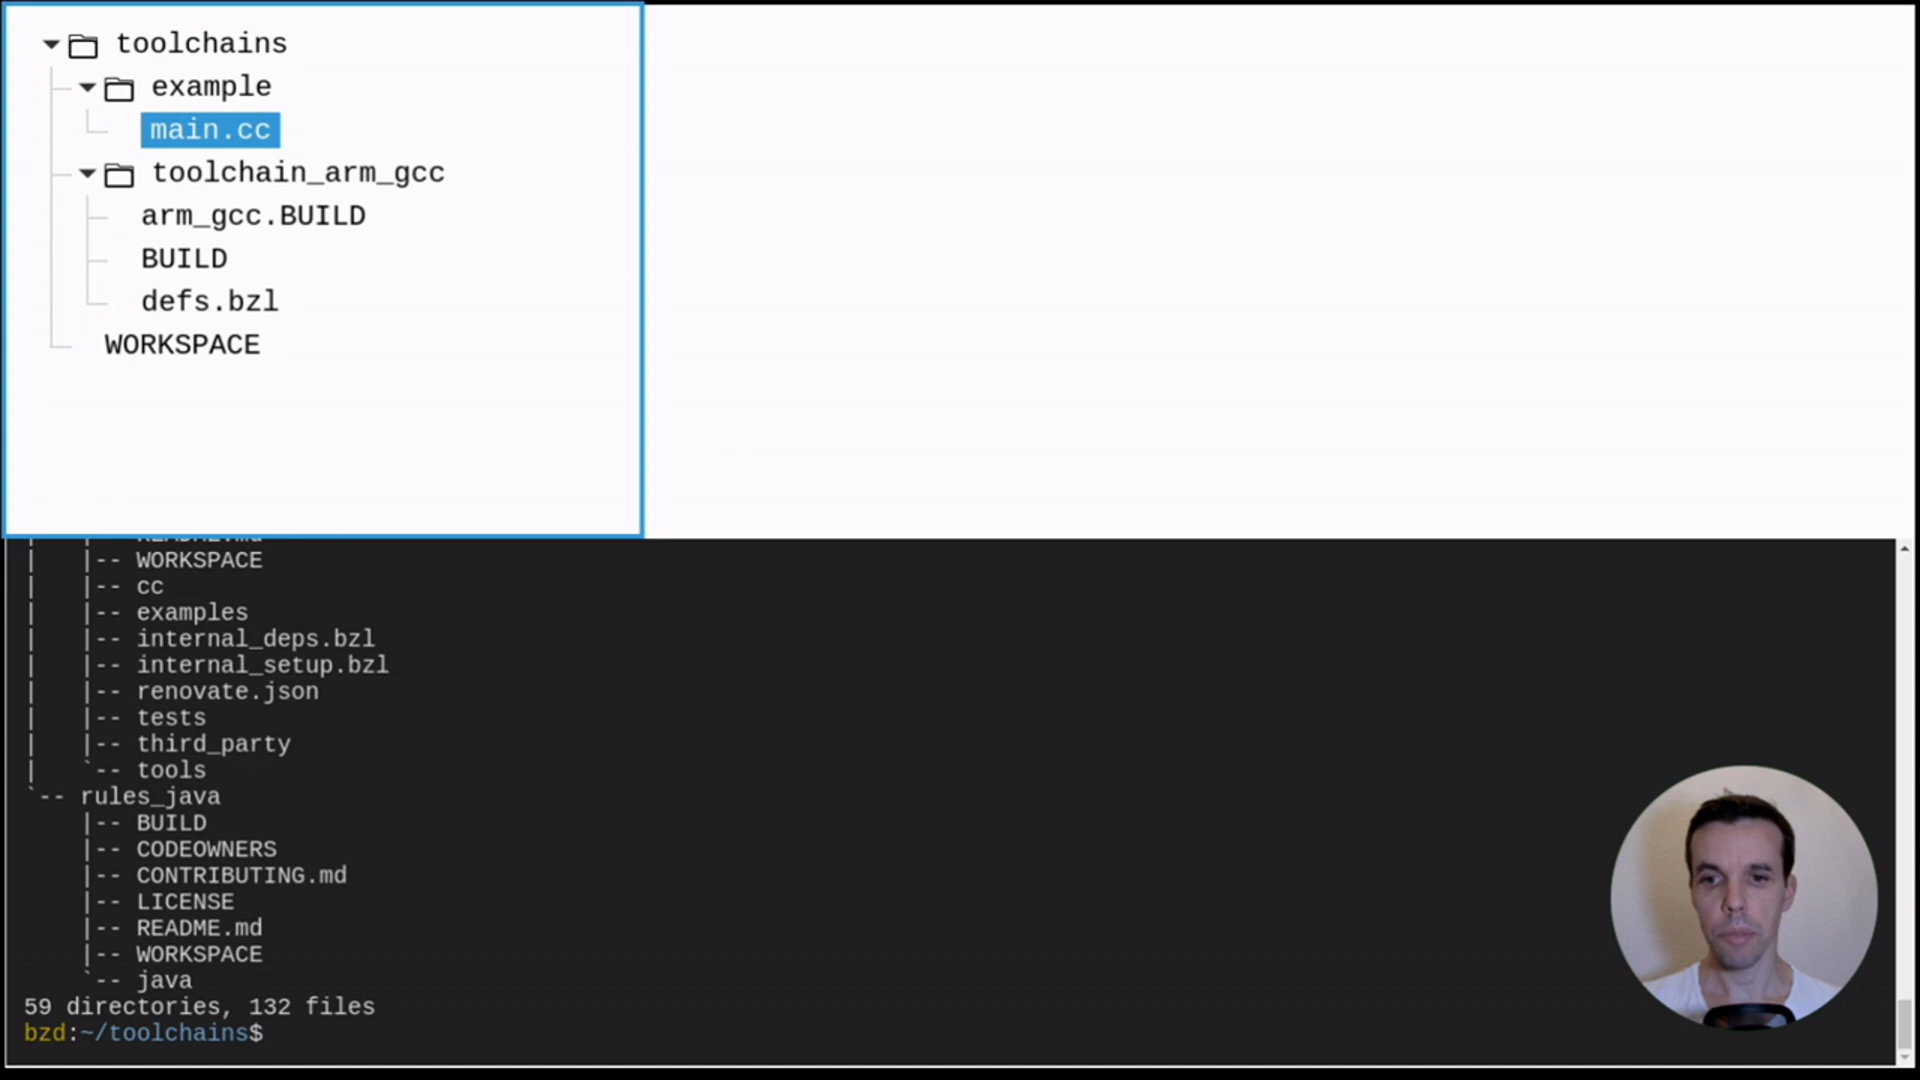 toolchains
example
main.cc
toolchain_arm_gcc
arm_gcc.BUILD
BUILD
defs.bzl
WORKSPACE
|   |-- WORKSPACE
|   |-- cc
|   |-- examples
|   |-- internal_deps.bzl
|   |-- internal_setup.bzl
|   |-- renovate.json
|   |-- tests
|   |-- third_party
|   `-- tools
`-- rules_java
    |-- BUILD
    |-- CODEOWNERS
    |-- CONTRIBUTING.md
    |-- LICENSE
    |-- README.md
    |-- WORKSPACE
    `-- java
59 directories, 132 files
bzd:~/toolchains$